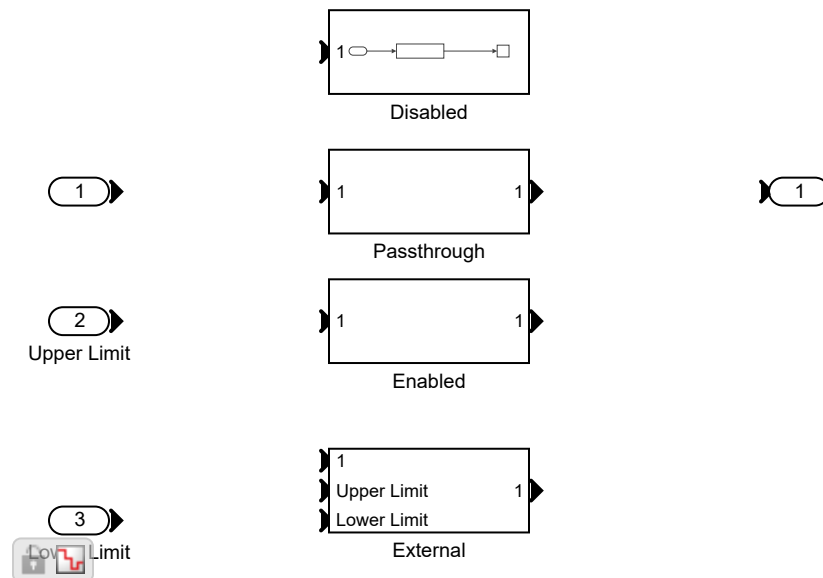 1
Disabled
1
1
1
1
Passthrough
2
1
1
Upper Limit
Enabled
1
Upper Limit
1
3
Lower Limit
Limit
External